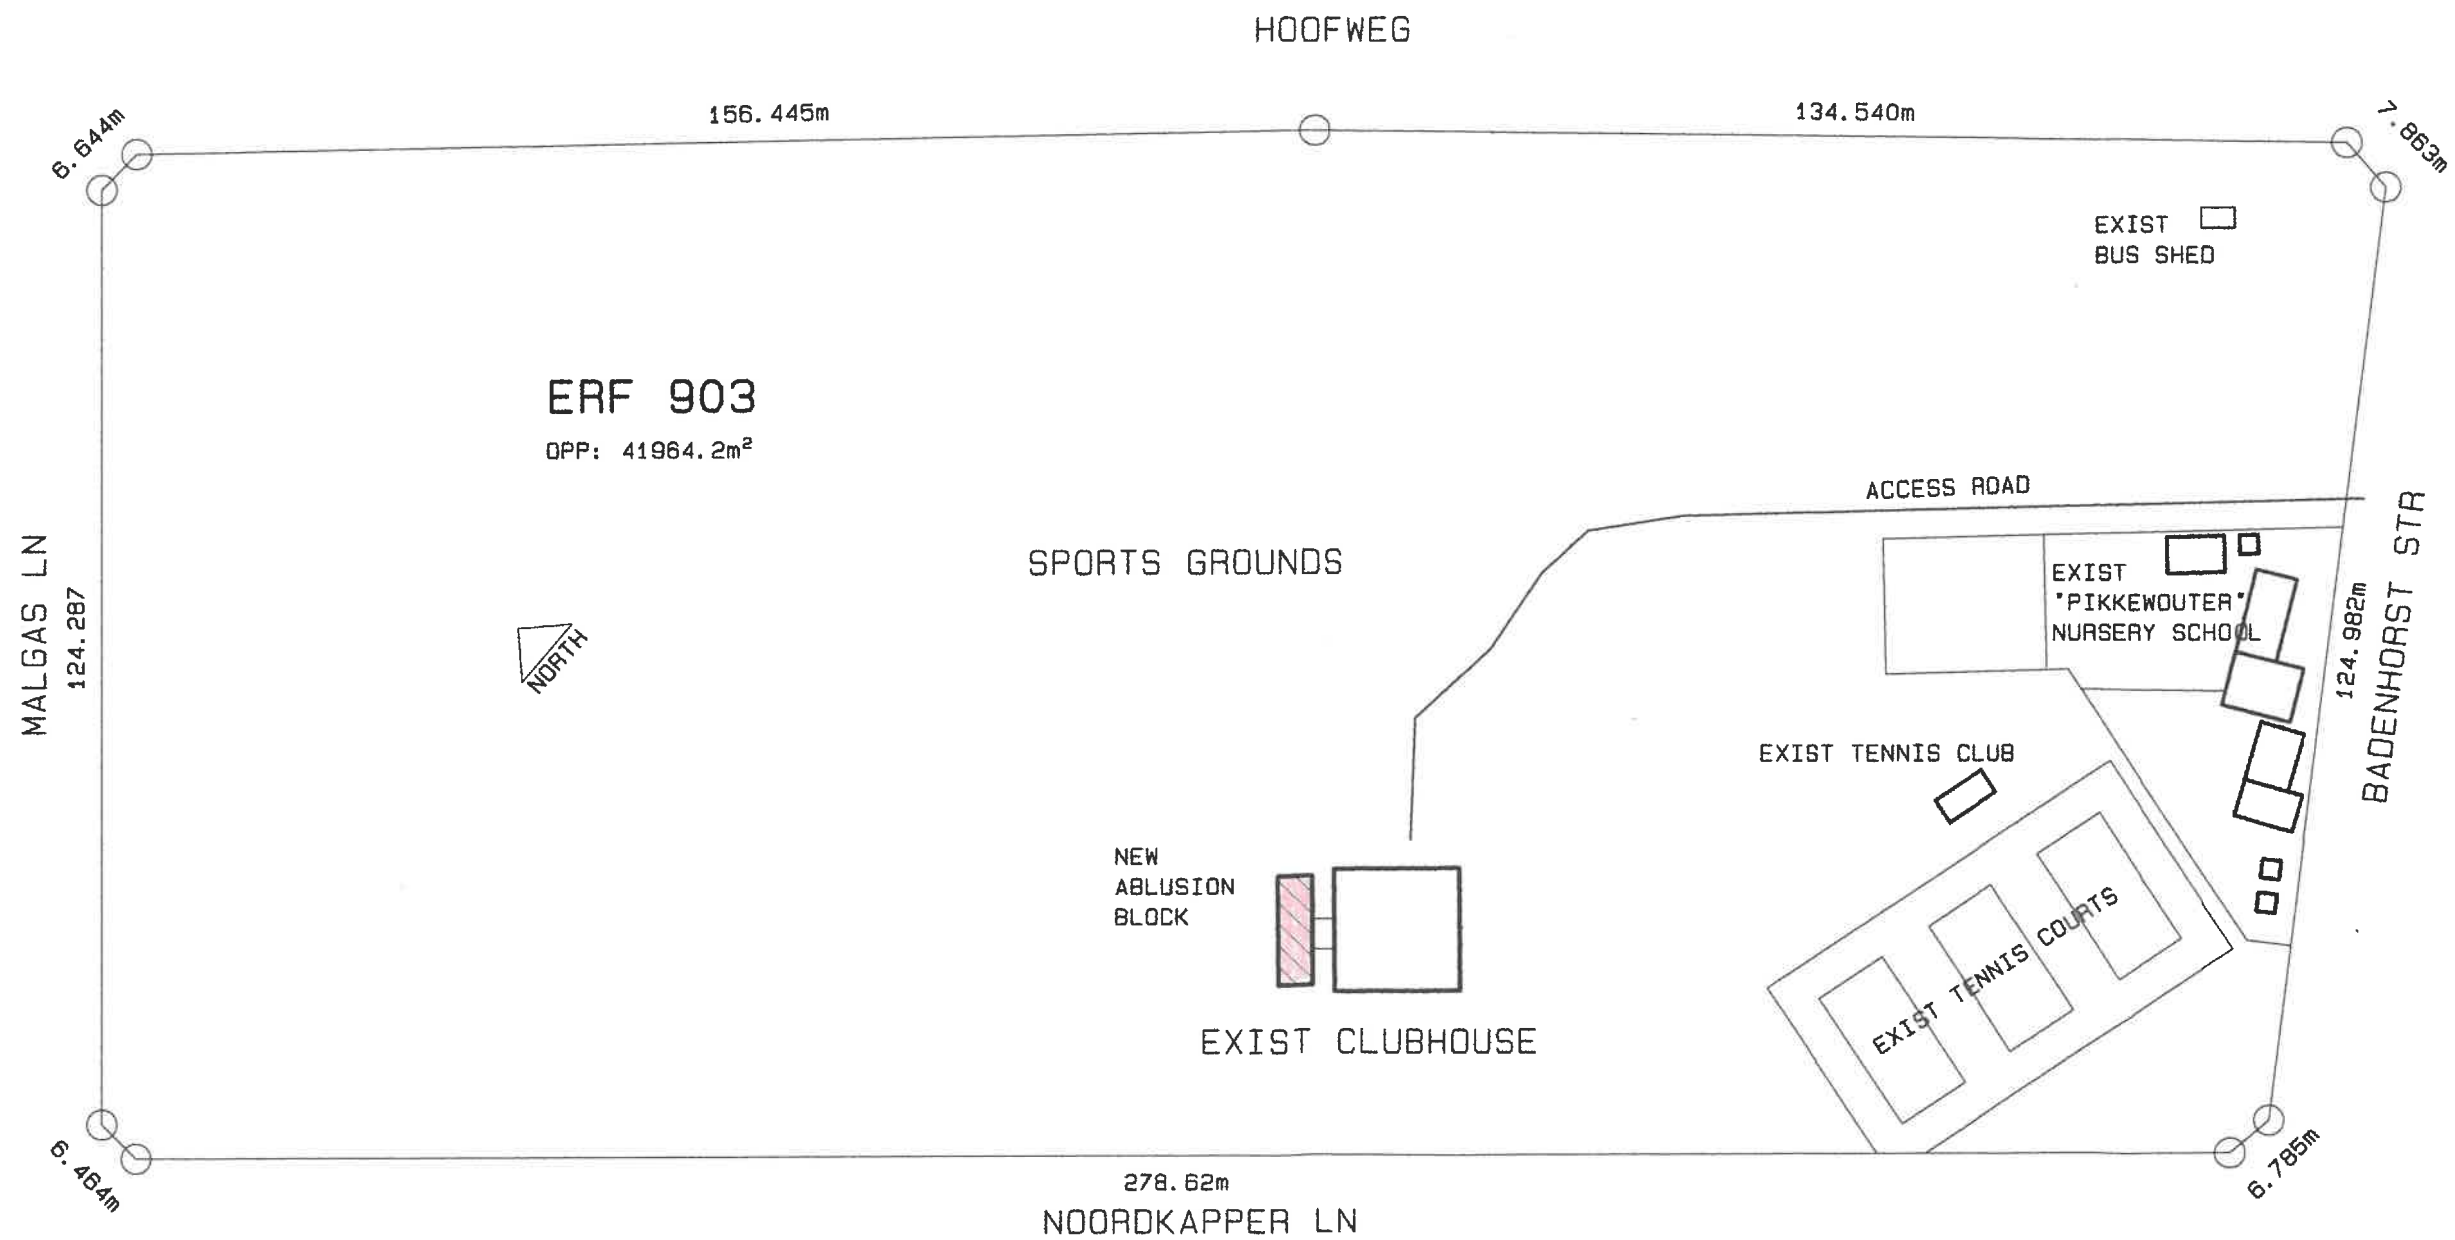 HOOFWEG
156.445m
134.540m
6.644m
7.863m
EXIST
BUS SHED
ERF 903
OPP: 41964.2m²
ACCESS ROAD
SPORTS GROUNDS
MALGAS LN
124.287
NORTH
EXIST
"PIKKEWOUTER"
NURSERY SCHOOL
124.982m
BADENHORST STR
EXIST TENNIS CLUB
NEW
ABLUSION
BLOCK
EXIST TENNIS COURTS
EXIST CLUBHOUSE
6.464m
6.785m
278.62m
NOORDKAPPER LN